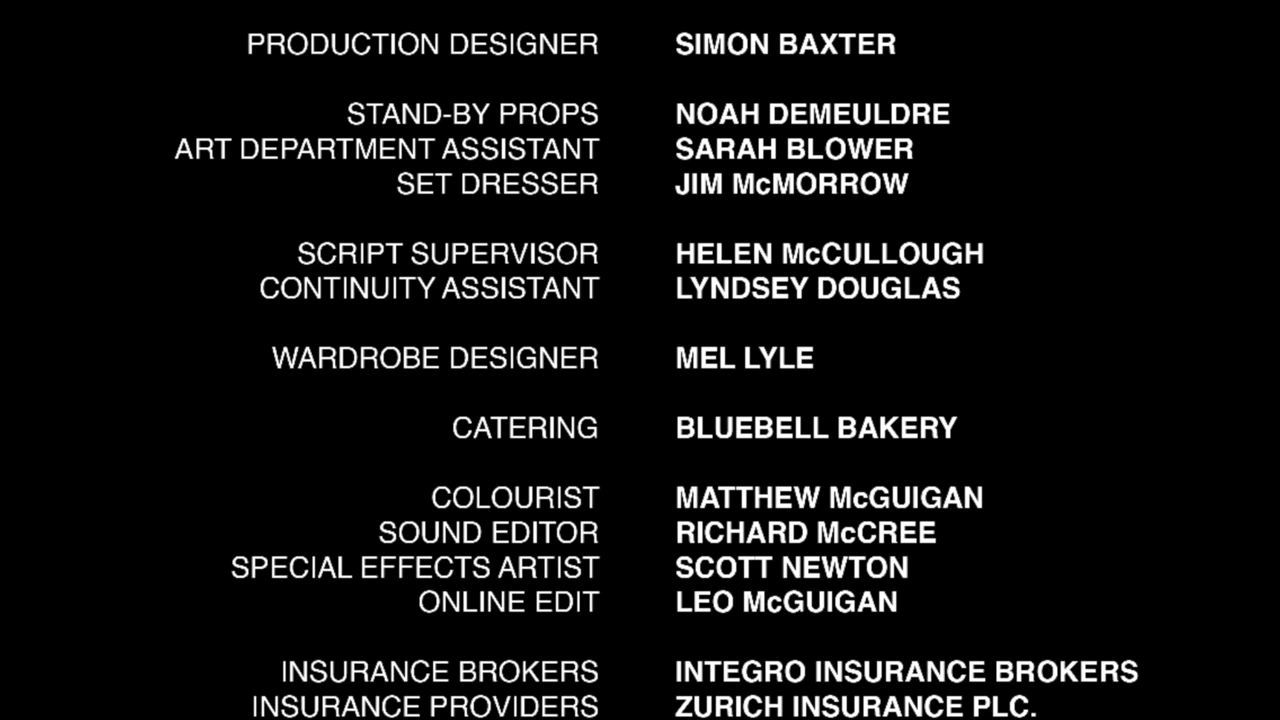 PRODUCTION DESIGNER SIMON BAXTER
STAND-BY PROPS NOAH DEMEULDRE
ART DEPARTMENT ASSISTANT SARAH BLOWER
SET DRESSER JIM McMORROW
SCRIPT SUPERVISOR HELEN McCULLOUGH
CONTINUITY ASSISTANT LYNDSEY DOUGLAS
WARDROBE DESIGNER MEL LYLE
CATERING BLUEBELL BAKERY
COLOURIST MATTHEW McGUIGAN
SOUND EDITOR RICHARD McCREE
SPECIAL EFFECTS ARTIST SCOTT NEWTON
ONLINE EDIT LEO McGUIGAN
INSURANCE BROKERS INTEGRO INSURANCE BROKERS
INSURANCE PROVIDERS ZURICH INSURANCE PLC.